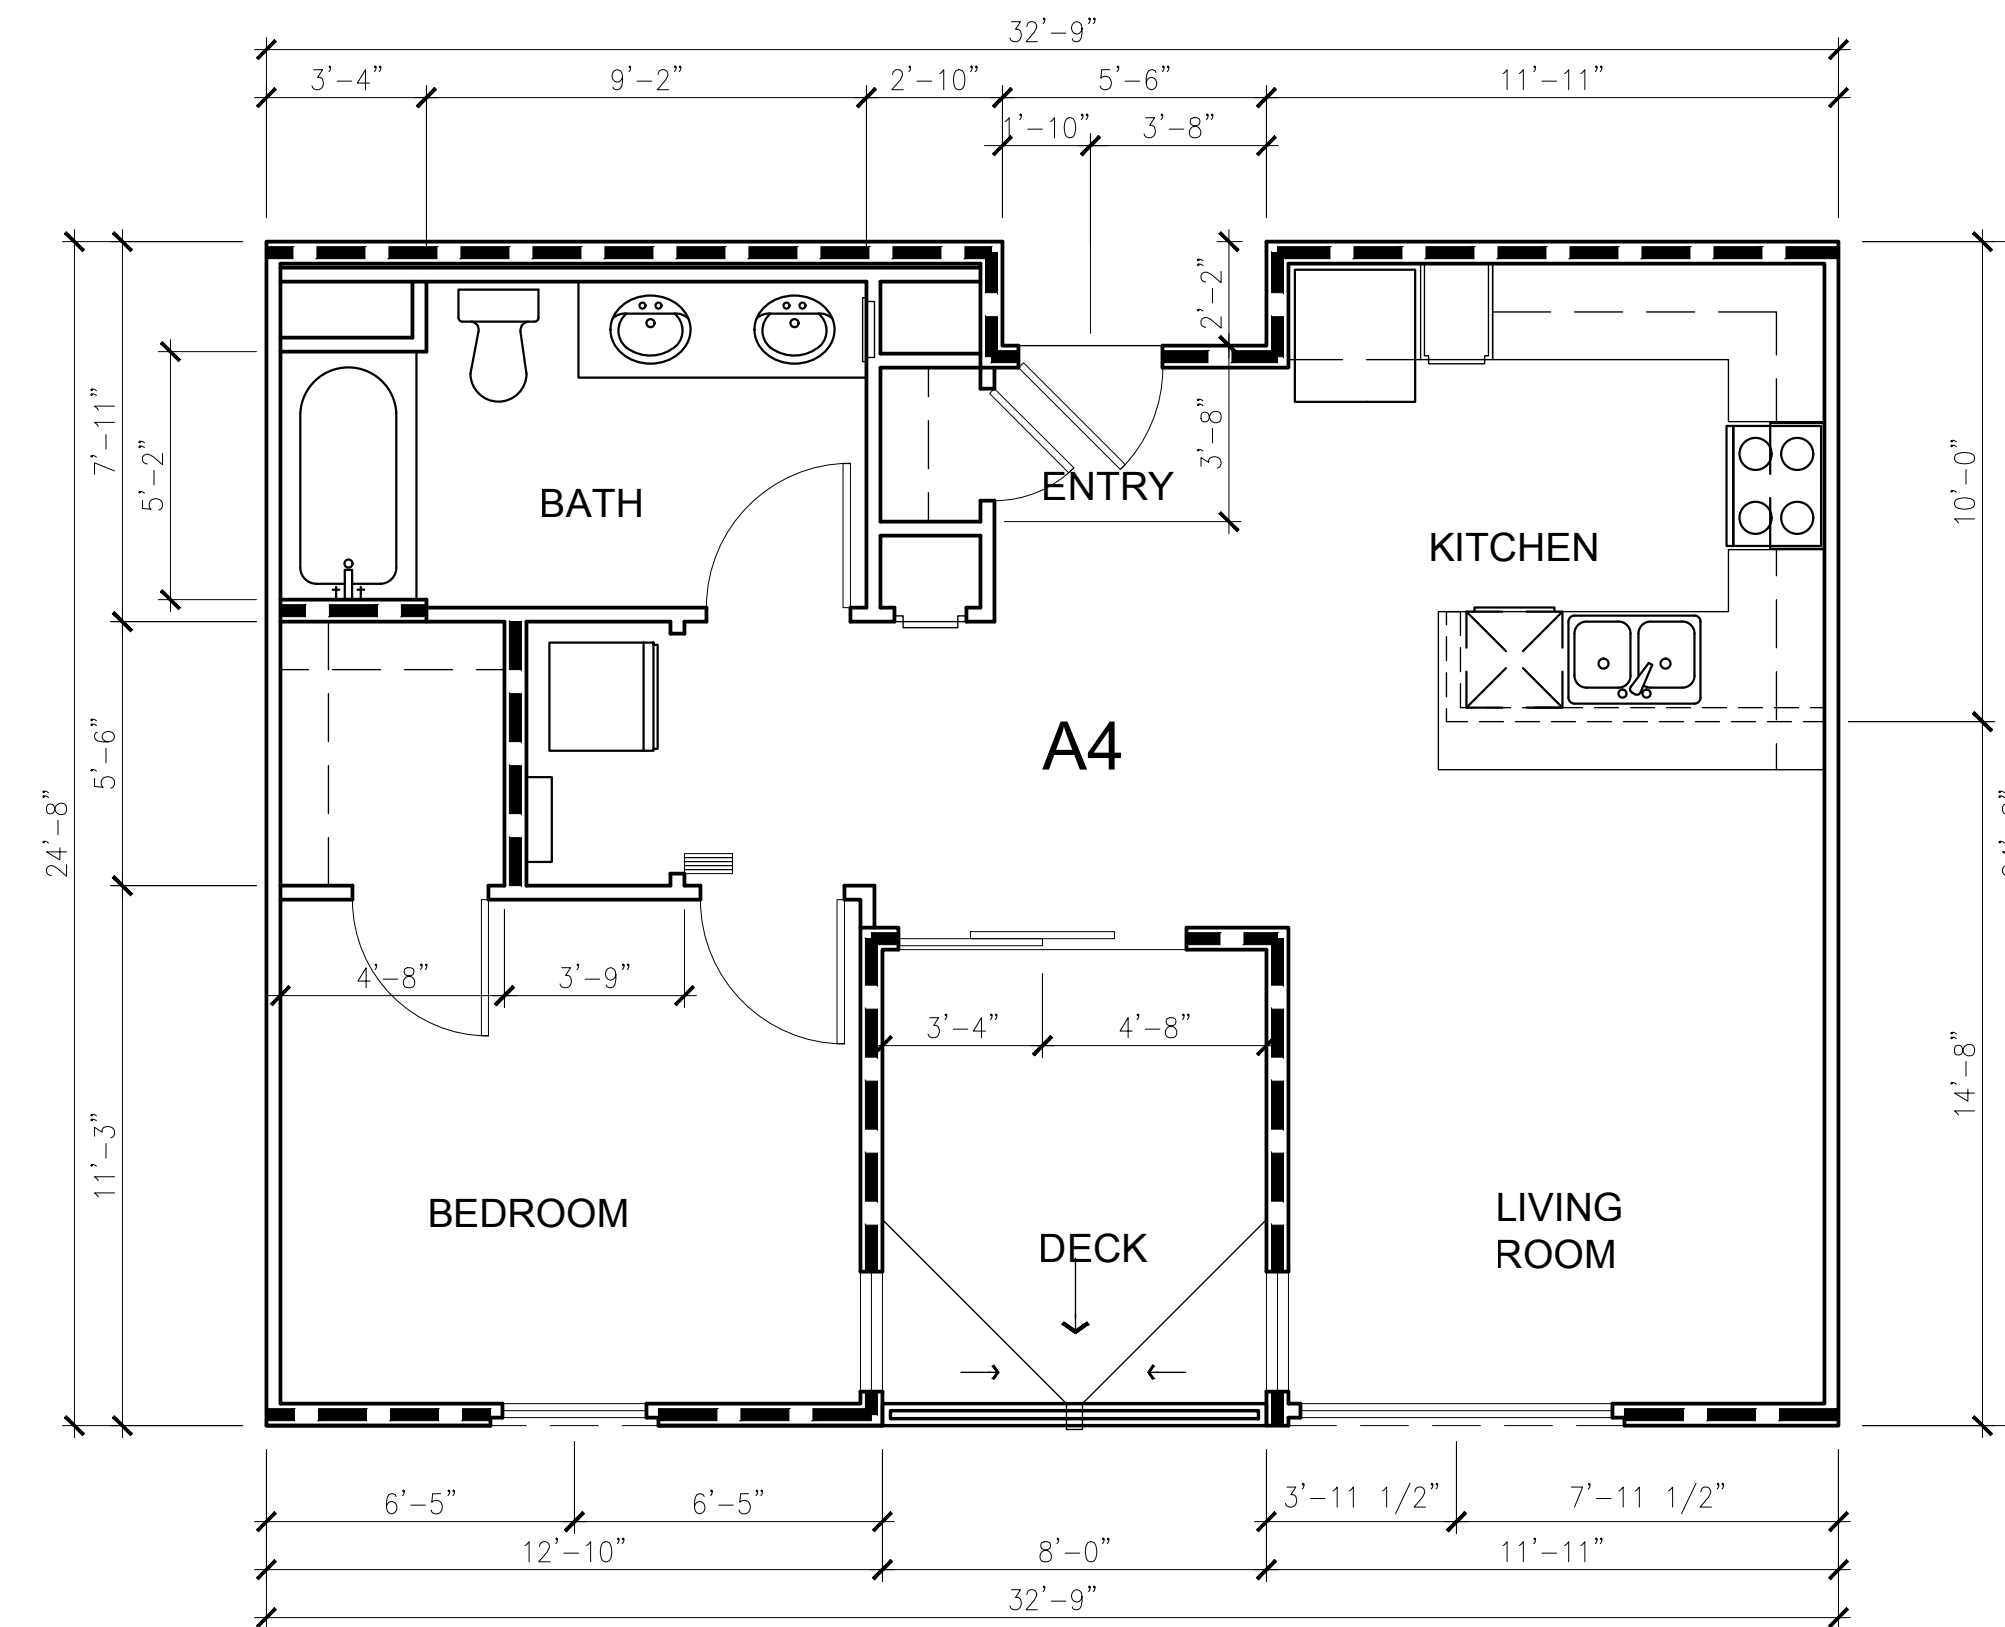 32’-9”
3’-4” 9’-2” 2’-10” 5’-6” 11’-11”
1’-10” 3’-8”
2’-2”
7’-11”
5’-2”
3’-8”
10’-0”
ENTRY
BATH
KITCHEN
5’-6”
A4
24’-8”
4’-8” 3’-9”
3’-4” 4’-8”
14’-8”
11’-3”
BEDROOM
LIVING
ROOM
DECK
6’-5” 6’-5” 3’-11 1/2” 7’-11 1/2”
12’-10” 8’-0” 11’-11”
32’-9”